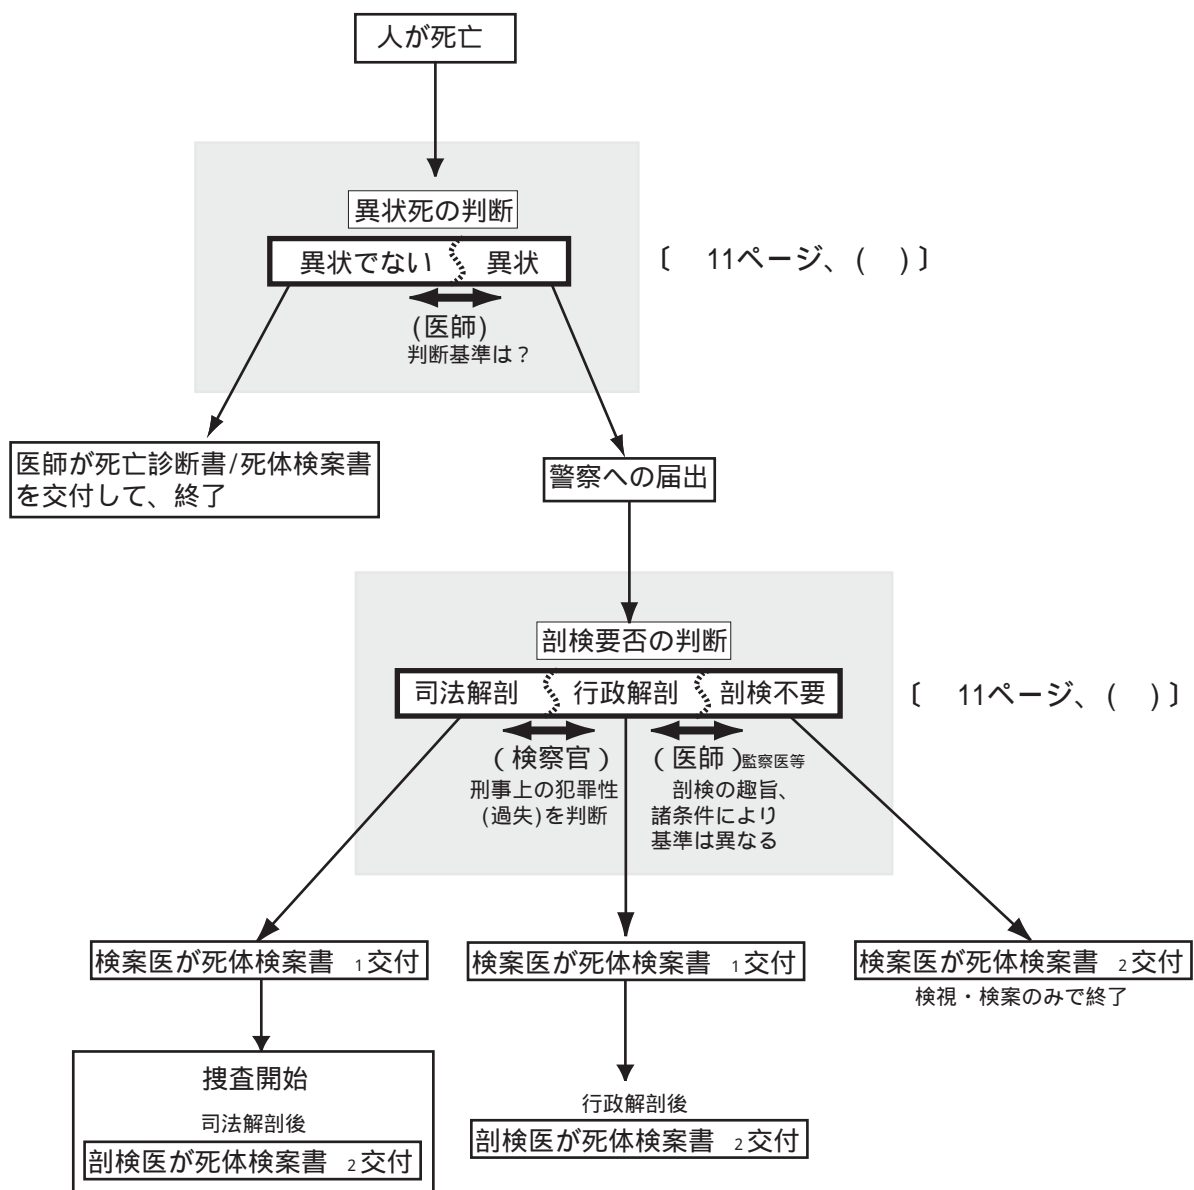 人が死亡
異状死の判断
異状でない 異状
〔 11ページ、( )〕
(医師)
判断基準は？
医師が死亡診断書/死体検案書
を交付して、終了
警察への届出
剖検要否の判断
司法解剖 行政解剖 剖検不要
〔 11ページ、( )〕
(検察官)
刑事上の犯罪性
(過失)を判断
(医師)監察医等
剖検の趣旨、
諸条件により
基準は異なる
検案医が死体検案書 1交付
検案医が死体検案書 1交付
検案医が死体検案書 2交付
検視・検案のみで終了
捜査開始
司法解剖後
剖検医が死体検案書 2交付
行政解剖後
剖検医が死体検案書 2交付